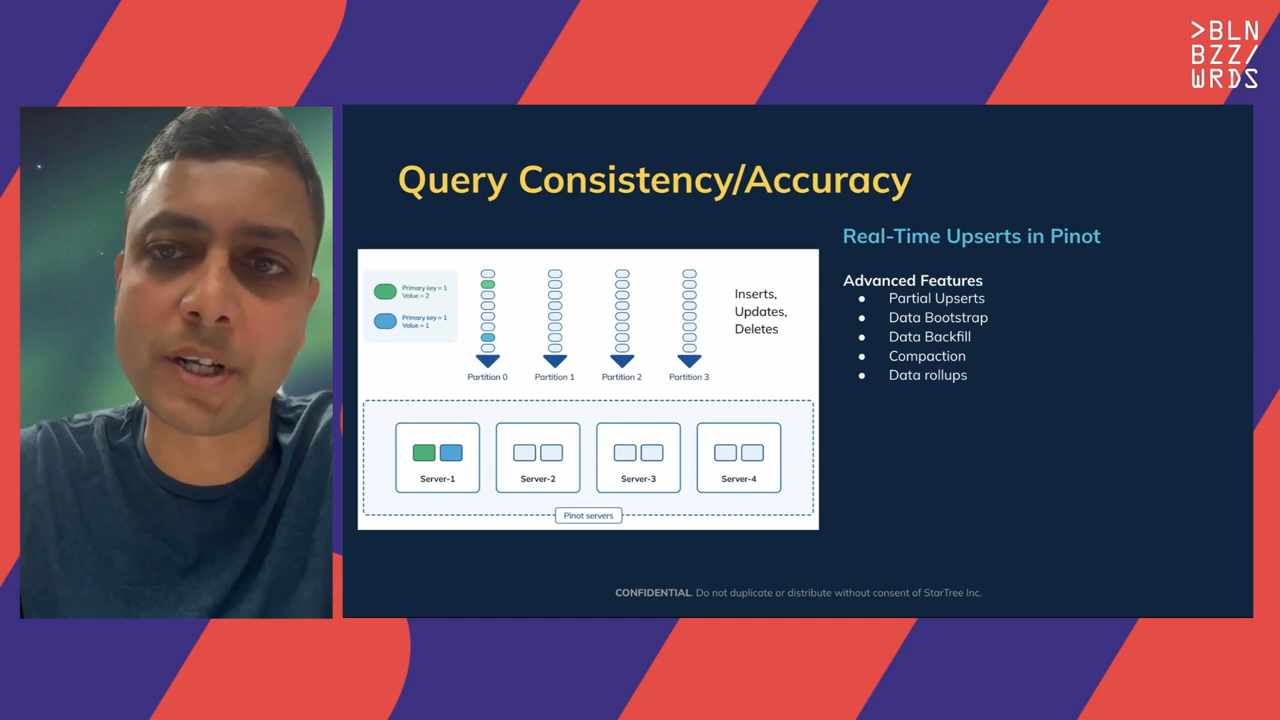 >BLN
BZZ/
WRDS
Query Consistency/Accuracy
Real-Time Upserts in Pinot
Advanced Features
● Partial Upserts
● Data Bootstrap
● Data Backfill
● Compaction
● Data rollups
Primary key = 1
Value = 2
Primary key = 1
Value = 1
Inserts,
Updates,
Deletes
Partition 0
Partition 1
Partition 2
Partition 3
Server-1
Server-2
Server-3
Server-4
Pinot servers
CONFIDENTIAL. Do not duplicate or distribute without consent of StarTree Inc.